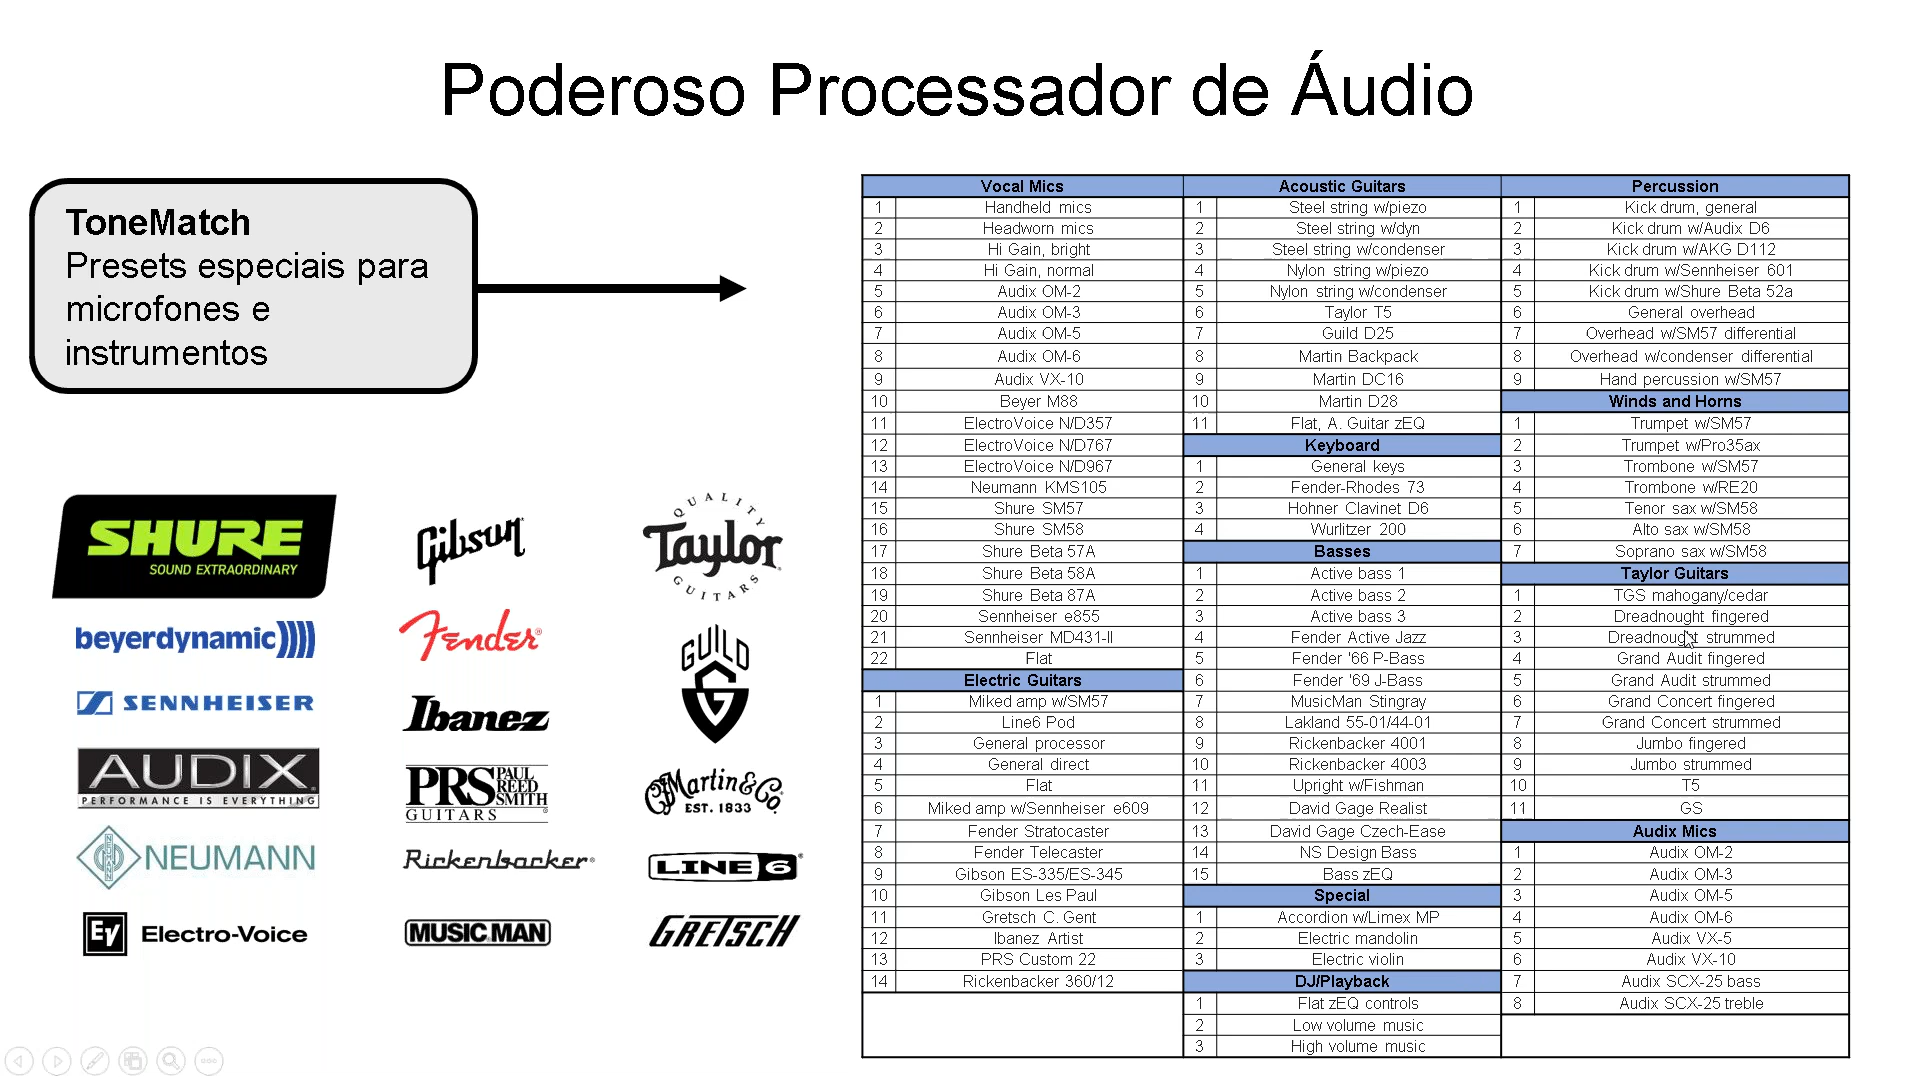 Poderoso Processador de Áudio
ToneMatch
Presets especiais para
microfones e
instrumentos
SHURE
SOUND EXTRAORDINARY
beyerdynamic
SENNHEISER
AUDIX
PERFORMANCE IS EVERYTHING
NEUMANN
EV Electro-Voice
Gibson
Fender
Ibanez
PRS PAUL REED SMITH
GUITARS
Rickenbacker
MUSIC MAN
QUALITY
Taylor
GUITARS
GUILD
G
Martin & Co.
EST. 1833
LINE 6
GRETSCH
Vocal Mics
1 Handheld mics
2 Headworn mics
3 Hi Gain, bright
4 Hi Gain, normal
5 Audix OM-2
6 Audix OM-3
7 Audix OM-5
8 Audix OM-6
9 Audix VX-10
10 Beyer M88
11 ElectroVoice N/D357
12 ElectroVoice N/D767
13 ElectroVoice N/D967
14 Neumann KMS105
15 Shure SM57
16 Shure SM58
17 Shure Beta 57A
18 Shure Beta 58A
19 Shure Beta 87A
20 Sennheiser e855
21 Sennheiser MD431-II
22 Flat
Electric Guitars
1 Miked amp w/SM57
2 Line6 Pod
3 General processor
4 General direct
5 Flat
6 Miked amp w/Sennheiser e609
7 Fender Stratocaster
8 Fender Telecaster
9 Gibson ES-335/ES-345
10 Gibson Les Paul
11 Gretsch C. Gent
12 Ibanez Artist
13 PRS Custom 22
14 Rickenbacker 360/12
Acoustic Guitars
1 Steel string w/piezo
2 Steel string w/dyn
3 Steel string w/condenser
4 Nylon string w/piezo
5 Nylon string w/condenser
6 Taylor T5
7 Guild D25
8 Martin Backpack
9 Martin DC16
10 Martin D28
11 Flat, A. Guitar zEQ
Keyboard
1 General keys
2 Fender-Rhodes 73
3 Hohner Clavinet D6
4 Wurlitzer 200
Basses
1 Active bass 1
2 Active bass 2
3 Active bass 3
4 Fender Active Jazz
5 Fender '66 P-Bass
6 Fender '69 J-Bass
7 MusicMan Stingray
8 Lakland 55-01/44-01
9 Rickenbacker 4001
10 Rickenbacker 4003
11 Upright w/Fishman
12 David Gage Realist
13 David Gage Czech-Ease
14 NS Design Bass
15 Bass zEQ
Special
1 Accordion w/Limex MP
2 Electric mandolin
3 Electric violin
DJ/Playback
1 Flat zEQ controls
2 Low volume music
3 High volume music
Percussion
1 Kick drum, general
2 Kick drum w/Audix D6
3 Kick drum w/AKG D112
4 Kick drum w/Sennheiser 601
5 Kick drum w/Shure Beta 52a
6 General overhead
7 Overhead w/SM57 differential
8 Overhead w/condenser differential
9 Hand percussion w/SM57
Winds and Horns
1 Trumpet w/SM57
2 Trumpet w/Pro35ax
3 Trombone w/SM57
4 Trombone w/RE20
5 Tenor sax w/SM58
6 Alto sax w/SM58
7 Soprano sax w/SM58
Taylor Guitars
1 TGS mahogany/cedar
2 Dreadnought fingered
3 Dreadnought strummed
4 Grand Audit fingered
5 Grand Audit strummed
6 Grand Concert fingered
7 Grand Concert strummed
8 Jumbo fingered
9 Jumbo strummed
10 T5
11 GS
Audix Mics
1 Audix OM-2
2 Audix OM-3
3 Audix OM-5
4 Audix OM-6
5 Audix VX-5
6 Audix VX-10
7 Audix SCX-25 bass
8 Audix SCX-25 treble